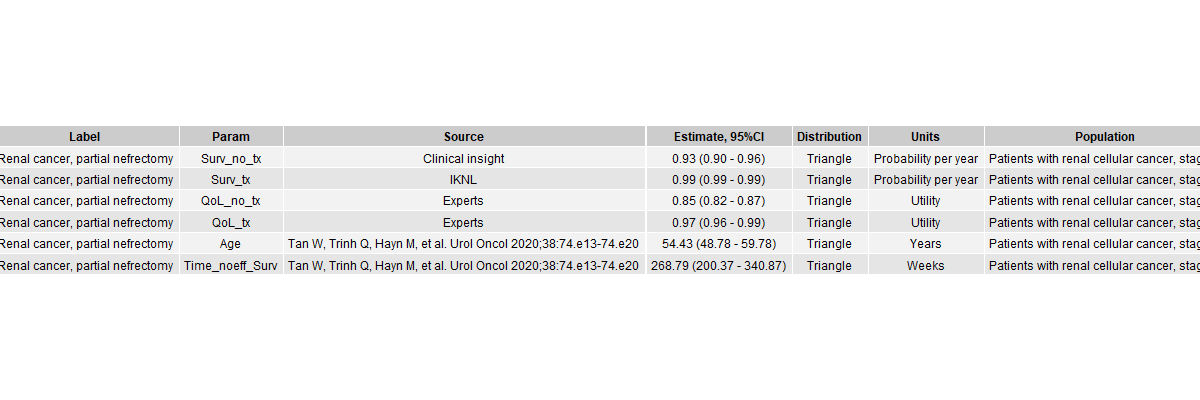 Label Param Source Estimate, 95%CI Distribution Units Population
Renal cancer, partial nefrectomy Surv_no_tx Clinical insight 0.93 (0.90 - 0.96) Triangle Probability per year Patients with renal cellular cancer,
Renal cancer, partial nefrectomy Surv_tx IKNL 0.99 (0.99 - 0.99) Triangle Probability per year Patients with renal cellular cancer,
Renal cancer, partial nefrectomy QoL_no_tx Experts 0.85 (0.82 - 0.87) Triangle Utility Patients with renal cellular cancer,
Renal cancer, partial nefrectomy QoL_tx Experts 0.97 (0.96 - 0.99) Triangle Utility Patients with renal cellular cancer,
Renal cancer, partial nefrectomy Age Tan W, Trinh Q, Hayn M, et al. Urol Oncol 2020;38:74.e13-74.e20 54.43 (48.78 - 59.78) Triangle Years Patients with renal cellular cancer,
Renal cancer, partial nefrectomy Time_noeff_Surv Tan W, Trinh Q, Hayn M, et al. Urol Oncol 2020;38:74.e13-74.e20 268.79 (200.37 - 340.87) Triangle Weeks Patients with renal cellular cancer,